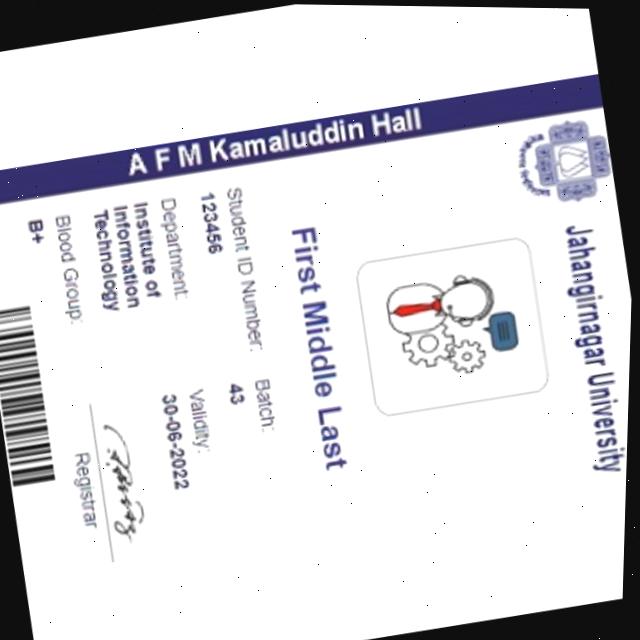 Jahangirnagar University
A F M Kamaluddin Hall
First Middle Last
Student ID Number:
123456
Batch:
43
Department:
Institute of
Information
Technology
Validity:
30-06-2022
Blood Group:
B+
Registrar